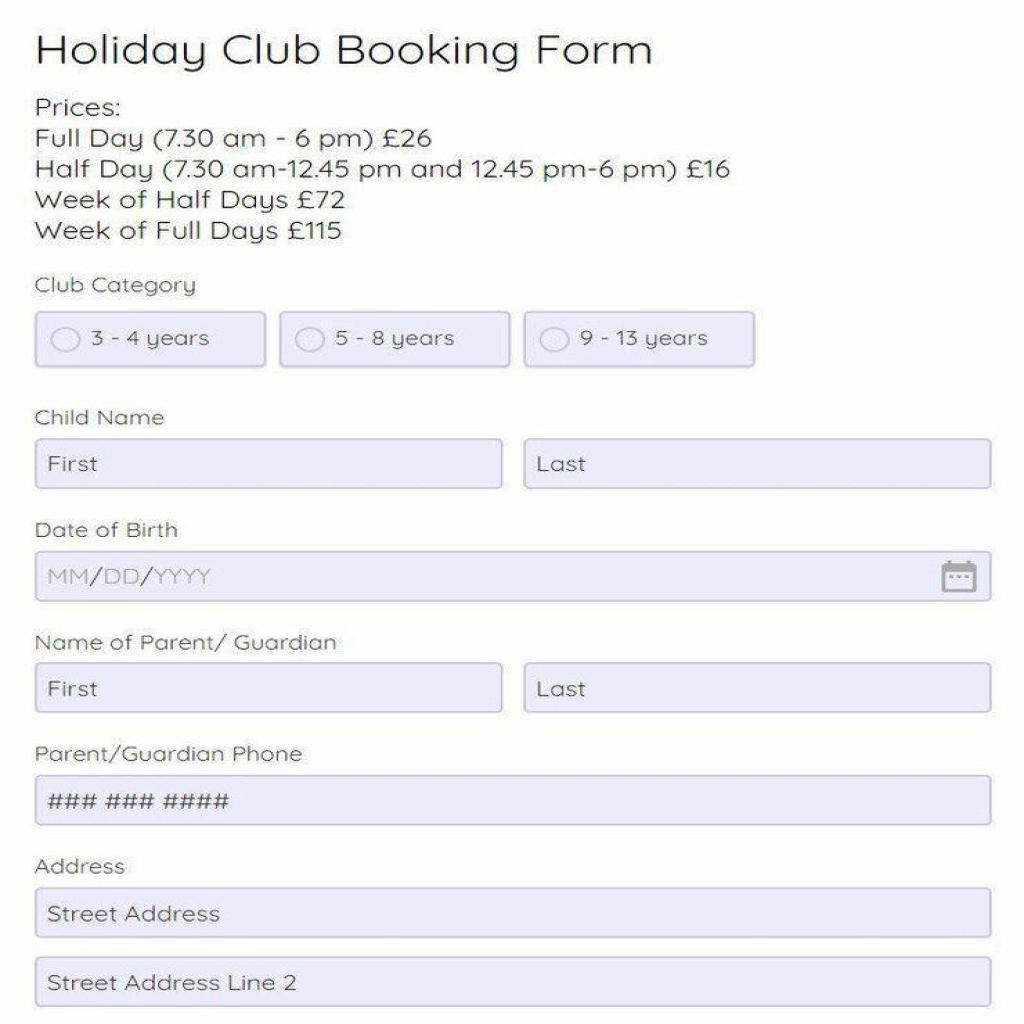 Holiday Club Booking Form
Prices:
Full Day (7.30 am - 6 pm) £26
Half Day (7.30 am-12.45 pm and 12.45 pm-6 pm) £16
Week of Half Days £72
Week of Full Days £115
Club Category
3 - 4 years 5 - 8 years 9 - 13 years
Child Name
First Last
Date of Birth
MM/DD/YYYY
Name of Parent/ Guardian
First Last
Parent/Guardian Phone
### ### ####
Address
Street Address
Street Address Line 2